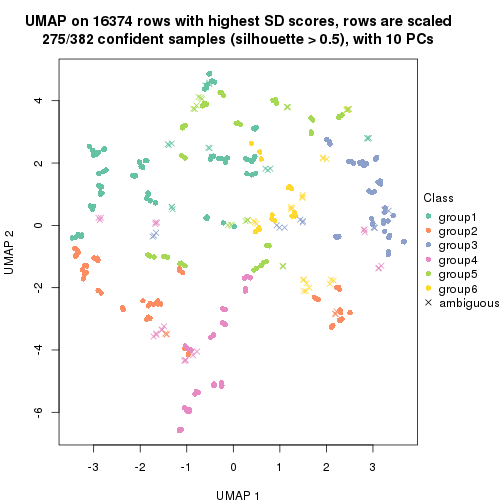 UMAP on 16374 rows with highest SD scores, rows are scaled
275/382 confident samples (silhouette > 0.5), with 10 PCs
4
2
0
-2
-4
-6
UMAP 2
-3
-2
-1
0
1
2
3
UMAP 1
Class
group1
group2
group3
group4
group5
group6
ambiguous